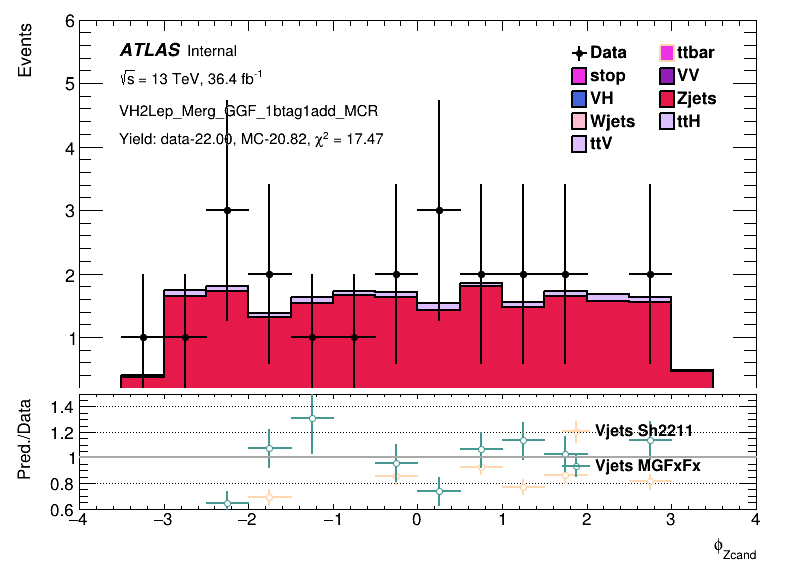 Events
6
5
4
3
2
1
ATLAS Internal
√s = 13 TeV, 36.4 fb⁻¹
VH2Lep_Merg_GGF_1btag1add_MCR
Yield: data-22.00, MC-20.82, χ² = 17.47
Data
ttbar
stop
VV
VH
Zjets
Wjets
ttH
ttV
Pred./Data
1.4
1.2
1
0.8
0.6
Vjets Sh2211
Vjets MGFxFx
−4 −3 −2 −1 0 1 2 3 4
ϕ_Zcand